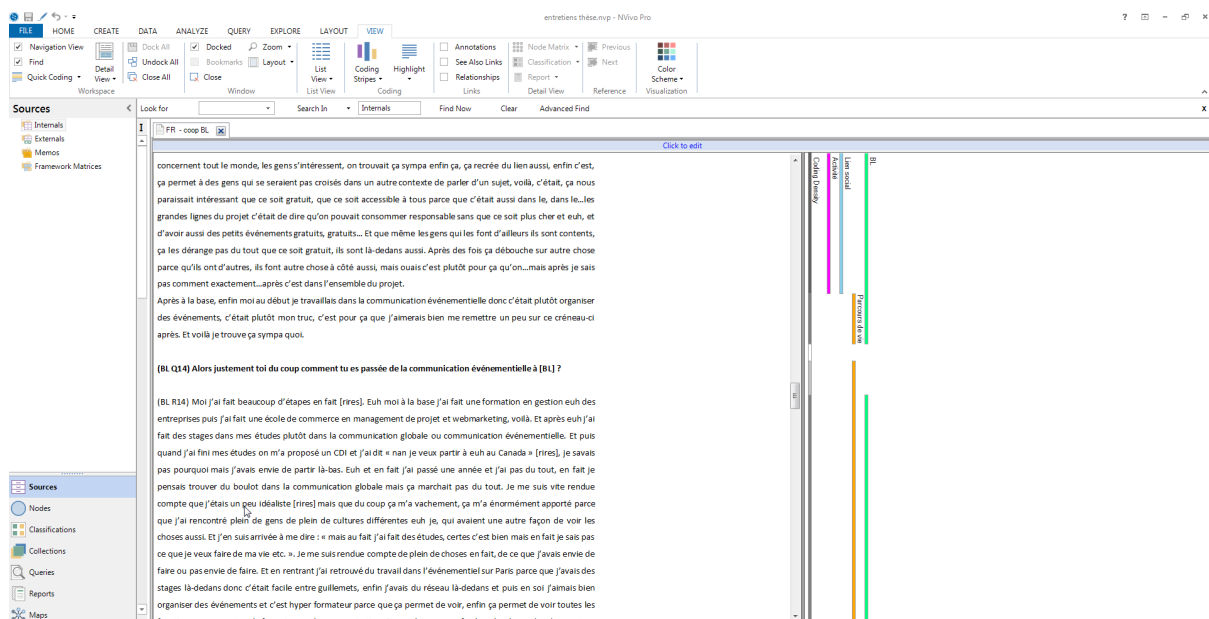 entretiens thèse.nvp - NVivo Pro
FILE HOME CREATE DATA ANALYZE QUERY EXPLORE LAYOUT VIEW
Navigation View
Find
Quick Coding
Detail View
Workspace
Dock All
Undock All
Close All
Docked
Bookmarks
Close
Zoom
Layout
Window
List View
List View
Coding Stripes
Highlight
Coding
Annotations
See Also Links
Relationships
Links
Node Matrix
Classification
Report
Detail View
Previous
Next
Reference
Color Scheme
Visualization
Sources
Look for Search In Internals Find Now Clear Advanced Find X
Internals
Externals
Memos
Framework Matrices
FR - coop BL
Click to edit
concernent tout le monde, les gens s'intéressent, on trouvait ça sympa enfin ça, ça recrée du lien aussi, enfin c'est,
ça permet à des gens qui se seraient pas croisés dans un autre contexte de parler d'un sujet, voilà, c'était, ça nous
paraissait intéressant que ce soit gratuit, que ce soit accessible à tous parce que c'était aussi dans le, dans le...les
grandes lignes du projet c'était de dire qu'on pouvait consommer responsable sans que ce soit plus cher et euh, et
d'avoir aussi des petits événements gratuits, gratuits... Et que même les gens qui les font d'ailleurs ils sont contents,
ça les dérange pas du tout que ce soit gratuit, ils sont là-dedans aussi. Après des fois ça débouche sur autre chose
parce qu'ils ont d'autres, ils font autre chose à côté aussi, mais ouais c'est plutôt pour ça qu'on...mais après je sais
pas comment exactement...après c'est dans l'ensemble du projet.
Après à la base, enfin moi au début je travaillais dans la communication événementielle donc c'était plutôt organiser
des événements, c'était plutôt mon truc, c'est pour ça que j'aimerais bien me remettre un peu sur ce créneau-ci
après. Et voilà je trouve ça sympa quoi.
(BL Q14) Alors justement toi du coup comment tu es passée de la communication événementielle à [BL] ?
(BL R14) Moi j'ai fait beaucoup d'étapes en fait [rires]. Euh moi à la base j'ai fait une formation en gestion euh des
entreprises puis j'ai fait une école de commerce en management de projet et webmarketing, voilà. Et après euh j'ai
fait des stages dans mes études plutôt dans la communication globale ou communication événementielle. Et puis
quand j'ai fini mes études on m'a proposé un CDI et j'ai dit « nan je veux partir à euh au Canada » [rires], je savais
pas pourquoi mais j'avais envie de partir là-bas. Euh et en fait j'ai passé une année et j'ai pas du tout, en fait je
pensais trouver du boulot dans la communication globale mais ça marchait pas du tout. Je me suis vite rendue
compte que j'étais un peu idéaliste [rires] mais que du coup ça m'a vachement, ça m'a énormément apporté parce
que j'ai rencontré plein de gens de plein de cultures différentes euh je, qui avaient une autre façon de voir les
choses aussi. Et j'en suis arrivée à me dire : « mais au fait j'ai fait des études, certes c'est bien mais en fait je sais pas
ce que je veux faire de ma vie etc. ». Je me suis rendue compte de plein de choses en fait, de ce que j'avais envie de
faire ou pas envie de faire. Et en rentrant j'ai retrouvé du travail dans l'événementiel sur Paris parce que j'avais des
stages là-dedans donc c'était facile entre guillemets, enfin j'avais du réseau là-dedans et puis en soi j'aimais bien
organiser des événements et c'est hyper formateur parce que ça permet de voir, enfin ça permet de voir toutes les
Coding Density
Activité
Lien social
Parcours de vie
BL
Sources
Nodes
Classifications
Collections
Queries
Reports
Maps